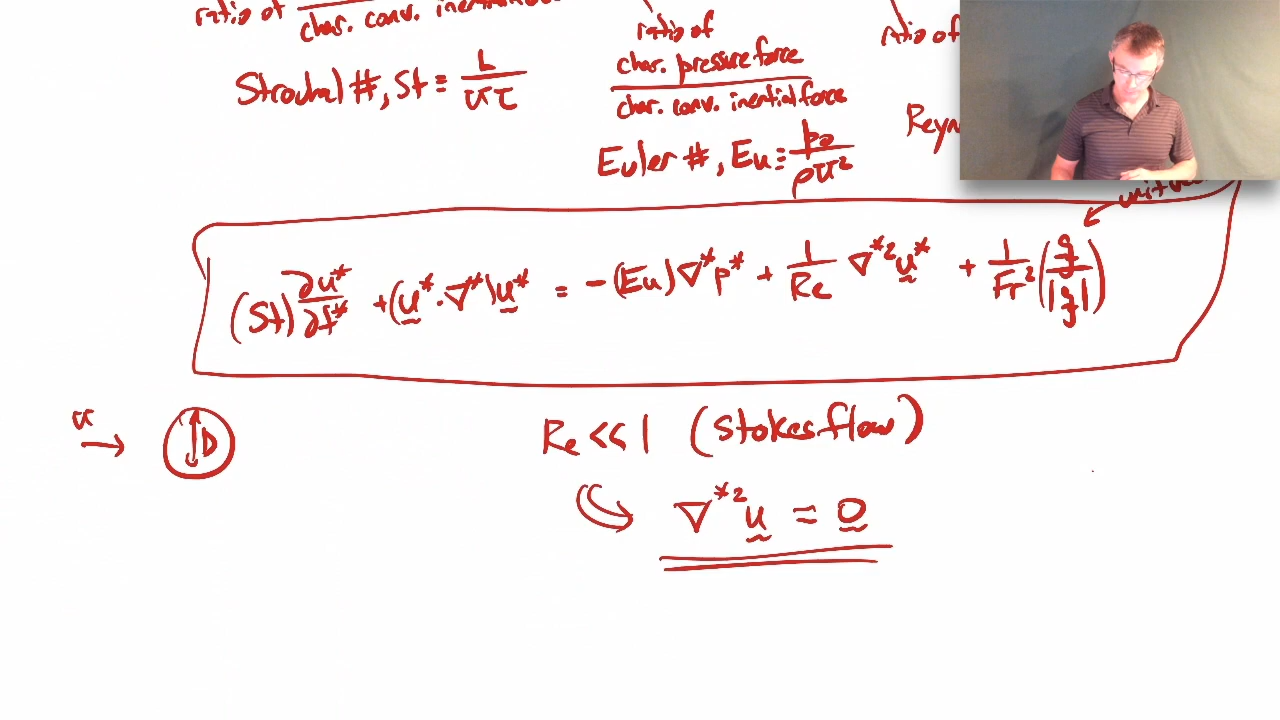 ratio of
char. conv. inertial
Strouhal #, St ≡ L / UT
ratio of
char. pressure force
char. conv. inertial force
Euler #, Eu ≡ p₀ / ρU²
ratio of
Reyn
(St) ∂u* / ∂t* + (u*·∇*)u* = -(Eu)∇*p* + 1/Re ∇*²u* + 1/Fr² (g/|g|)
U →
D
Re << 1 (Stokes flow)
∇*²u ≈ 0